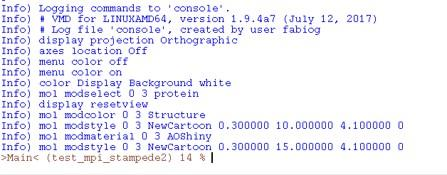 Info) Logging commands to 'console'.
Info) # VMD for LINUXAMD64, version 1.9.4a7 (July 12, 2017)
Info) # Log file 'console', created by user fabiog
Info) display projection Orthographic
Info) axes location Off
Info) menu color off
Info) menu color on
Info) color Display Background white
Info) mol modselect 0 3 protein
Info) display resetview
Info) mol modcolor 0 3 Structure
Info) mol modstyle 0 3 NewCartoon 0.300000 10.000000 4.100000 0
Info) mol modmaterial 0 3 AOShiny
Info) mol modstyle 0 3 NewCartoon 0.300000 15.000000 4.100000 0
>Main< (test_mpi_stampede2) 14 %